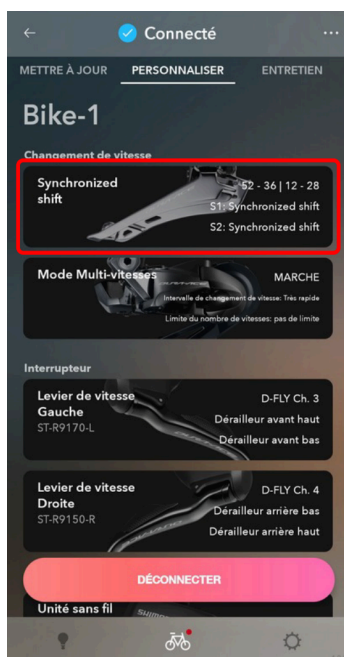 Connecté
METTRE À JOUR PERSONNALISER ENTRETIEN
Bike-1
Changement de vitesse
Synchronized shift
52 - 36 | 12 - 28
S1: Synchronized shift
S2: Synchronized shift
Mode Multi-vitesses
MARCHE
Intervelle de changement de vitesse: Très rapide
Limite du nombre de vitesses: pas de limite
Interrupteur
Levier de vitesse Gauche
ST-R9170-L
D-FLY Ch. 3
Dérailleur avant haut
Dérailleur avant bas
Levier de vitesse Droite
ST-R9150-R
D-FLY Ch. 4
Dérailleur arrière bas
Dérailleur arrière haut
DÉCONNECTER
Unité sans fil